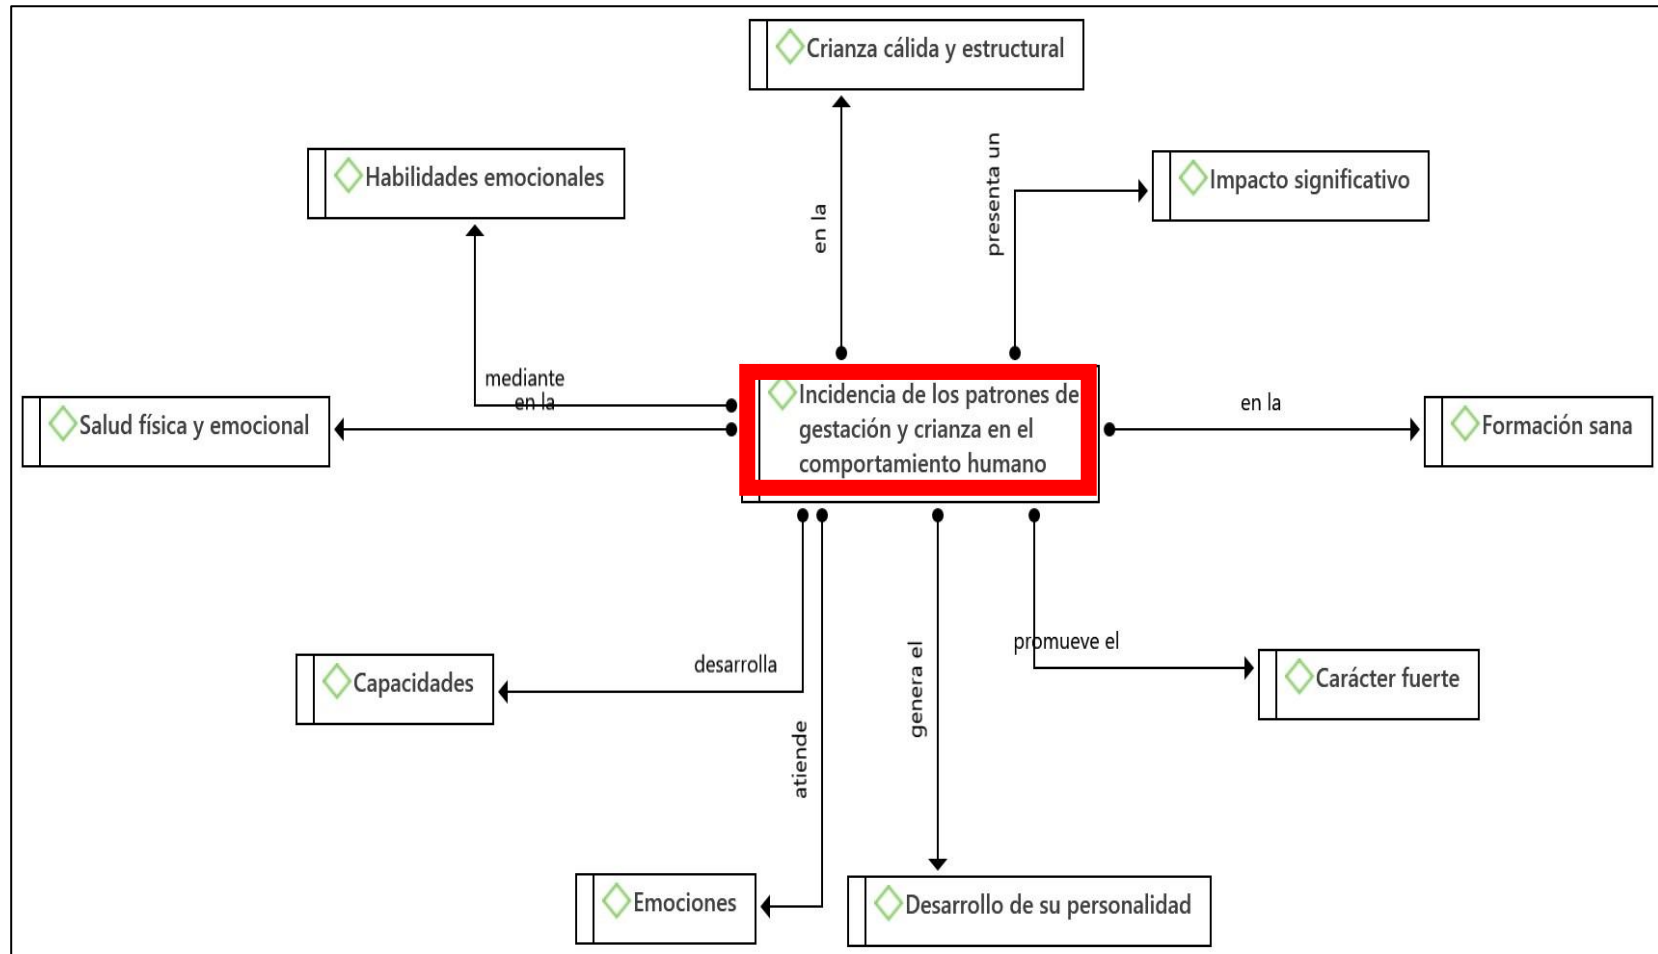 Crianza cálida y estructural
Habilidades emocionales
Impacto significativo
en la
presenta un
mediante
en la
Salud física y emocional
Incidencia de los patrones de
gestación y crianza en el
comportamiento humano
en la
Formación sana
Capacidades
desarrolla
atiende
genera el
promueve el
Carácter fuerte
Emociones
Desarrollo de su personalidad